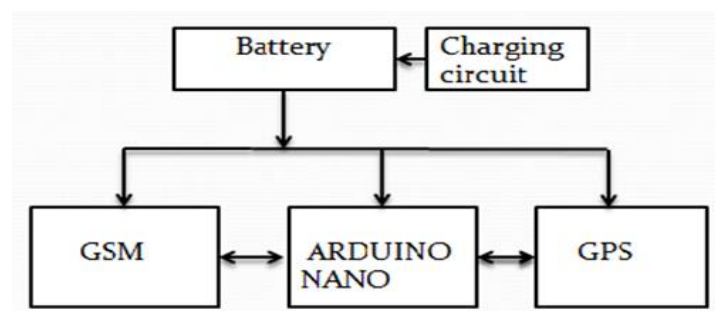 Battery
Charging
circuit
GSM
ARDUINO
NANO
GPS